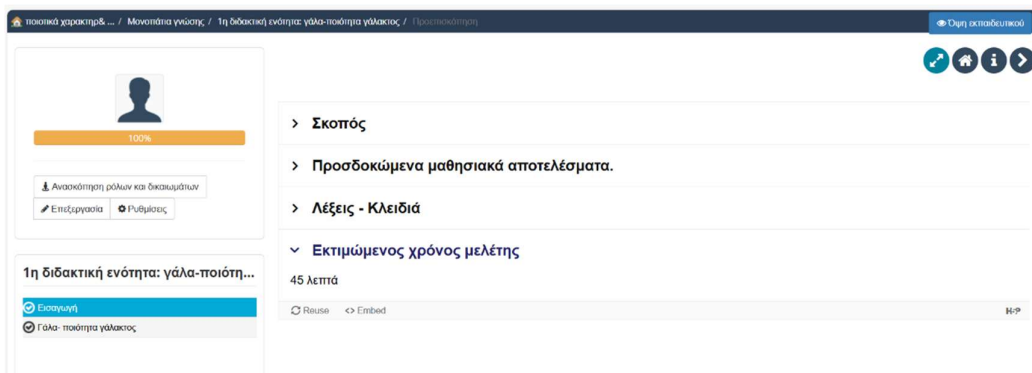 ποιοτικά χαρακτηρ& ... / Μονοπάτια γνώσης / 1η διδακτική ενότητα: γάλα-ποιότητα γάλακτος / Προεπισκόπηση
Όψη εκπαιδευτικού
100%
Ανασκόπηση ρόλων και δικαιωμάτων
Επεξεργασία Ρυθμίσεις
1η διδακτική ενότητα: γάλα-ποιότη...
Εισαγωγή
Γάλα- ποιότητα γάλακτος
Σκοπός
Προσδοκώμενα μαθησιακά αποτελέσματα.
Λέξεις - Κλειδιά
Εκτιμώμενος χρόνος μελέτης
45 λεπτά
Reuse <> Embed
H5P